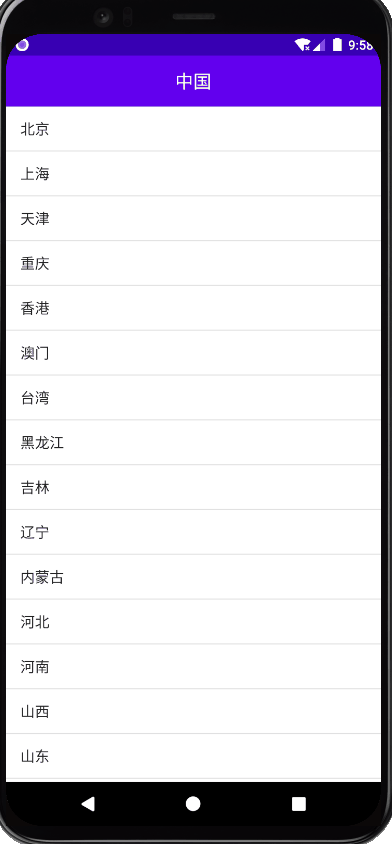 9:58
中国
北京
上海
天津
重庆
香港
澳门
台湾
黑龙江
吉林
辽宁
内蒙古
河北
河南
山西
山东